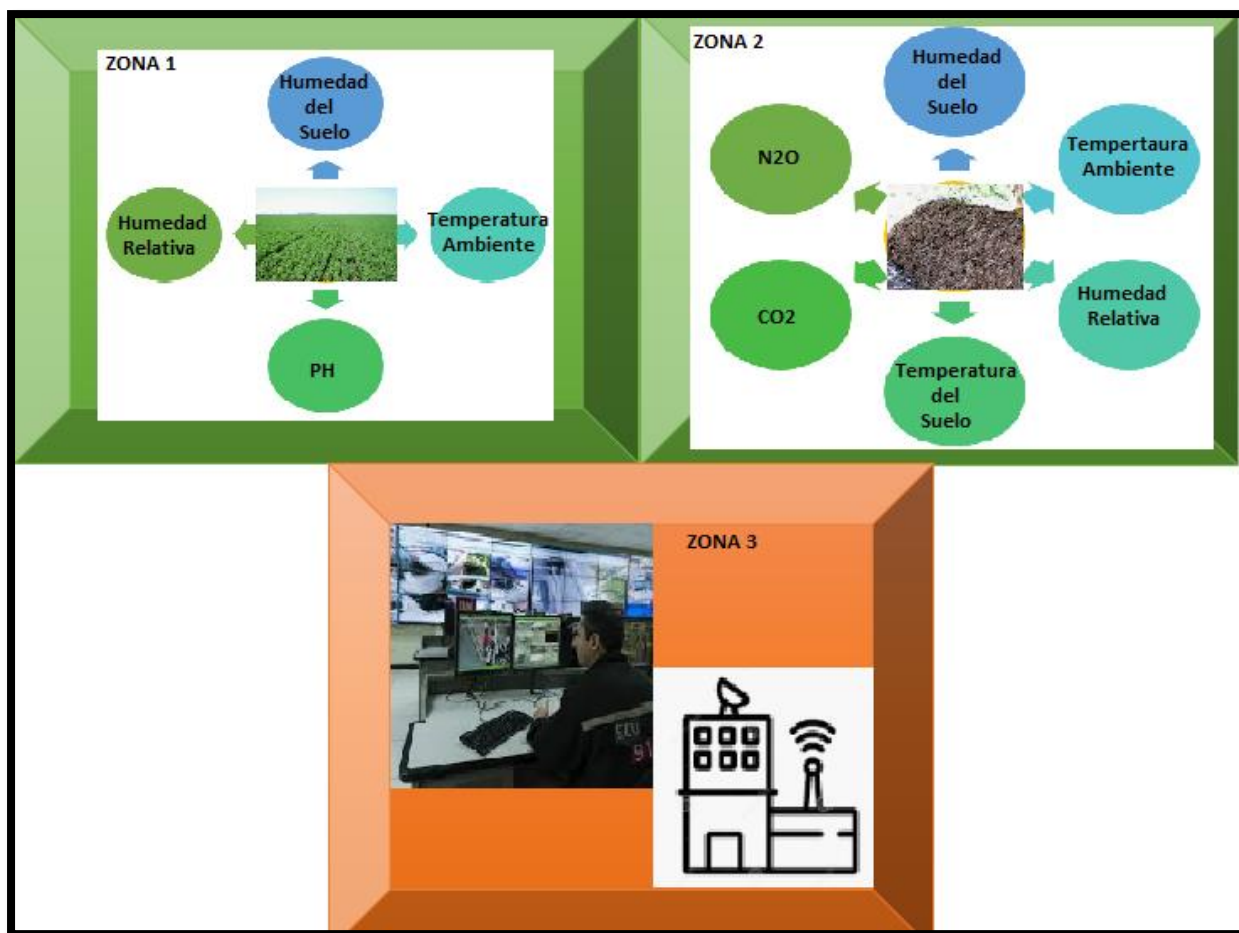 ZONA 1
Humedad
del
Suelo
Humedad
Relativa
Temperatura
Ambiente
PH
ZONA 2
Humedad
del
Suelo
N2O
Tempertaura
Ambiente
CO2
Humedad
Relativa
Temperatura
del
Suelo
ZONA 3